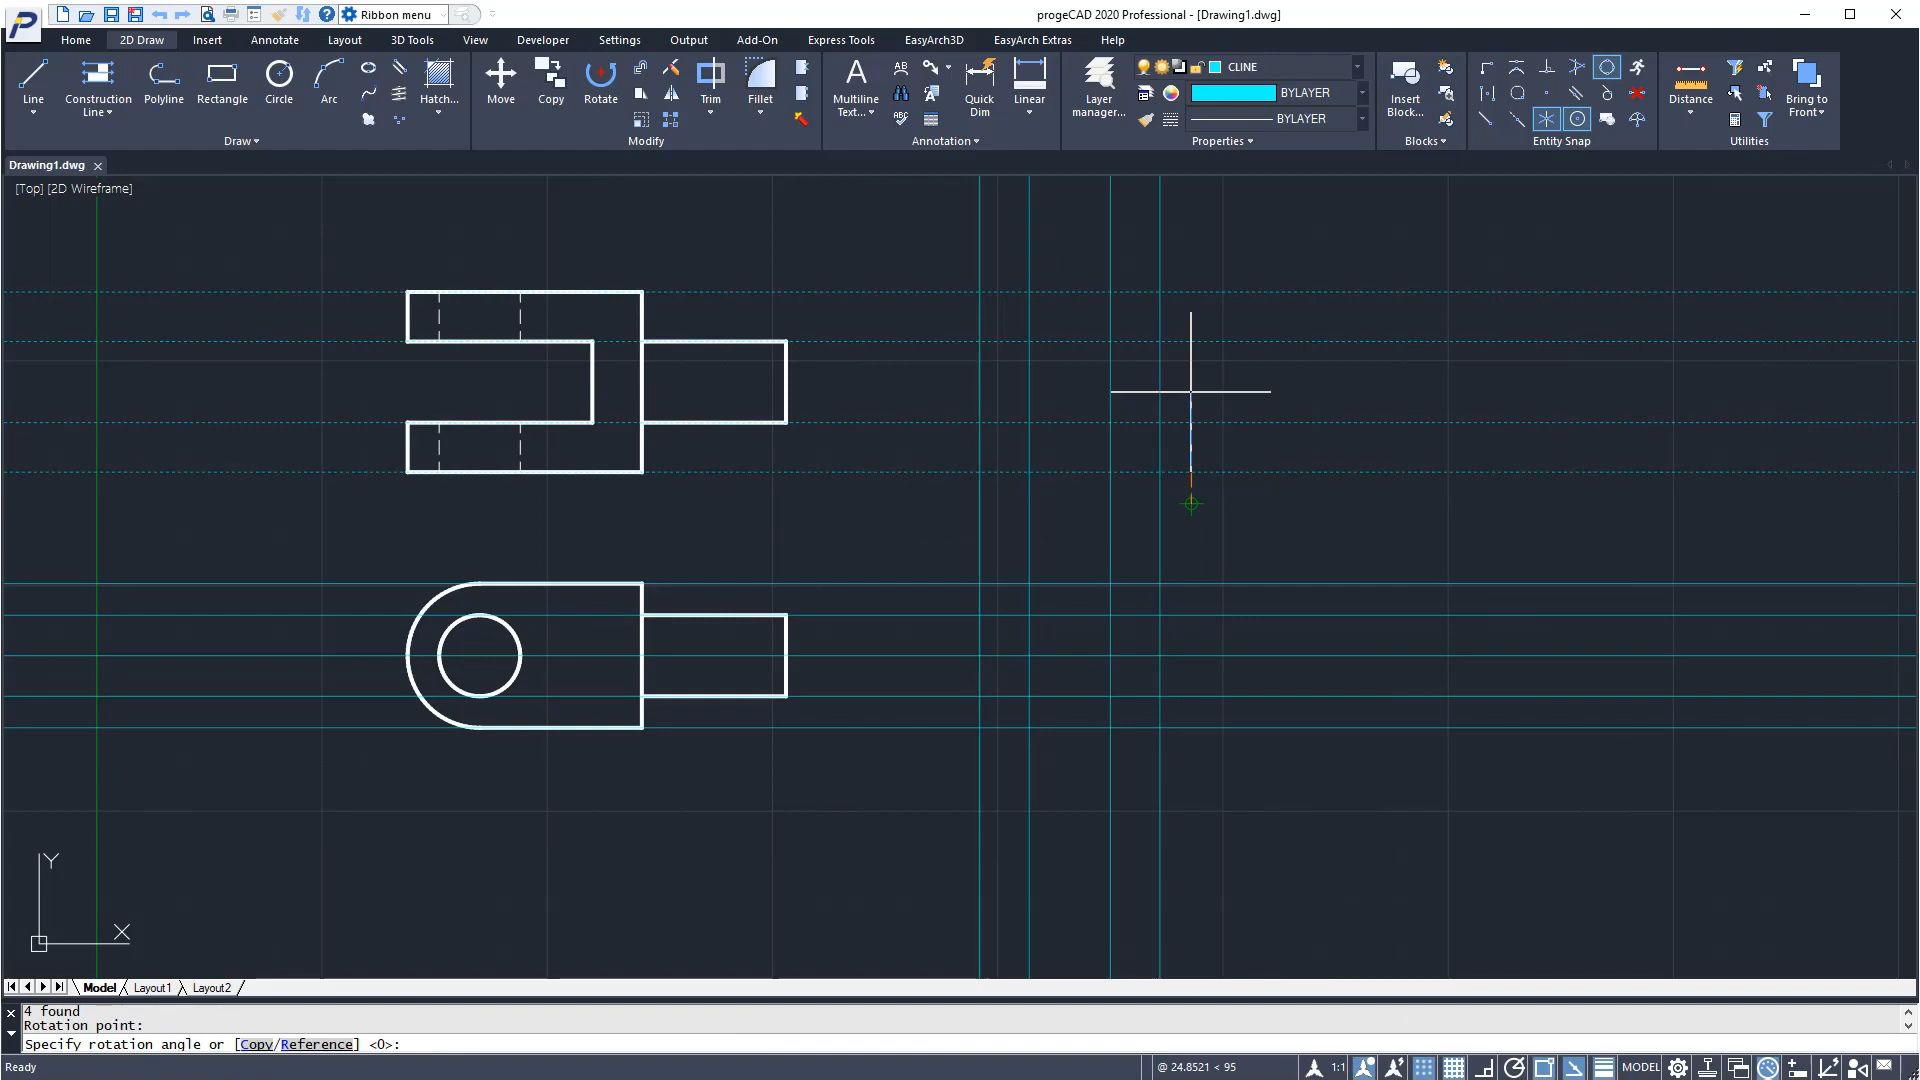 Ribbon menu
progeCAD 2020 Professional - [Drawing1.dwg]
Home 2D Draw Insert Annotate Layout 3D Tools View Developer Settings Output Add-On Express Tools EasyArch3D EasyArch Extras Help
Line
Construction
Line
Polyline
Rectangle
Circle
Arc
Hatch...
Draw
Move
Copy
Rotate
Trim
Fillet
Modify
A
Multiline
Text...
AB
ABC
Quick
Dim
Linear
Annotation
Layer
manager...
CLINE
BYLAYER
BYLAYER
Properties
Insert
Block...
Blocks
Entity Snap
Distance
Utilities
Bring to
Front
Drawing1.dwg
[Top] [2D Wireframe]
Y
X
Model Layout1 Layout2
4 found
Rotation point:
Specify rotation angle or [Copy/Reference] <0>:
Ready
@ 24.8521 < 95
1:1
MODEL